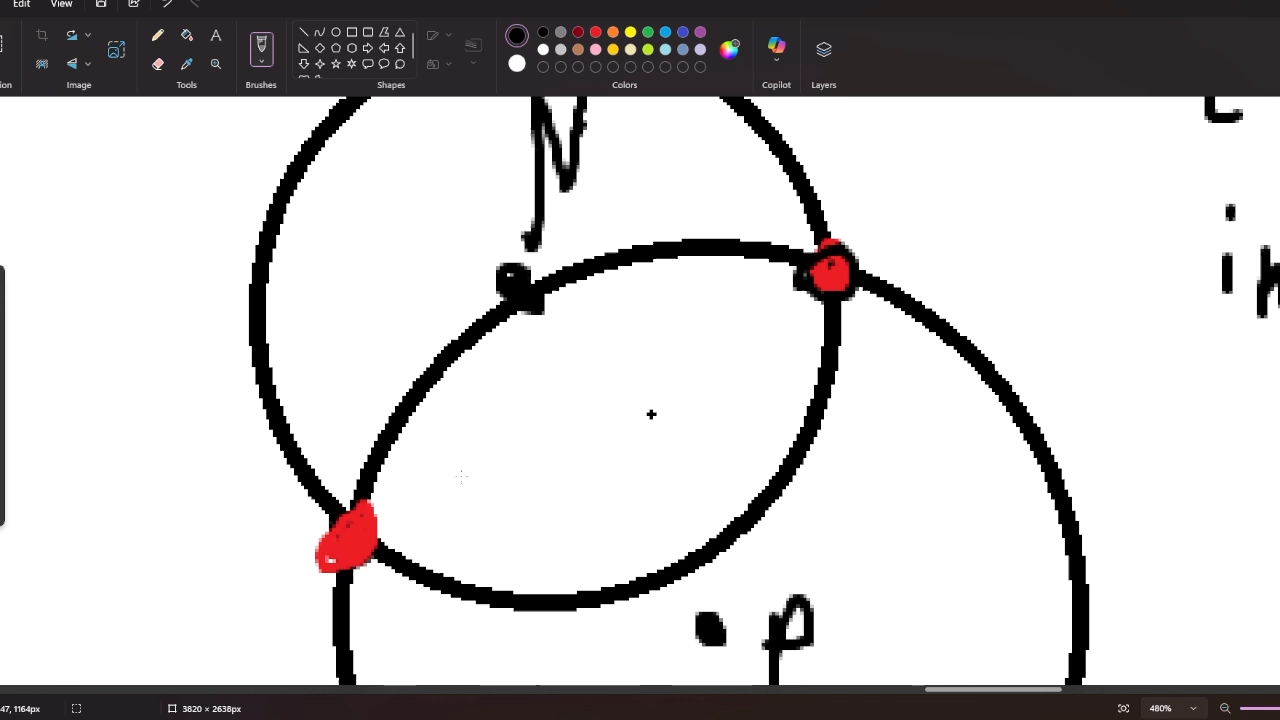 Edit View
Image Tools Brushes Shapes Colors Copilot Layers
N
i
P
3820 × 2638px
480%